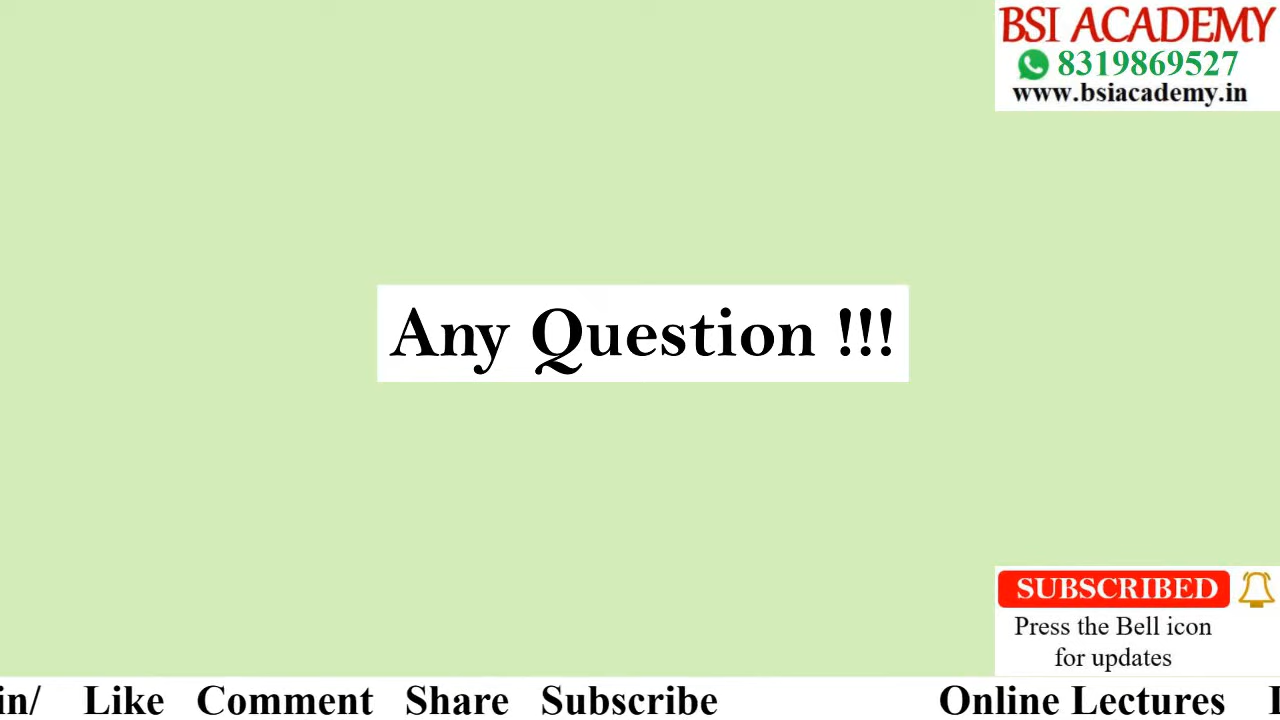 BSI ACADEMY
8319869527
www.bsiacademy.in
Any Question !!!
SUBSCRIBED
Press the Bell icon
for updates
in/ Like Comment Share Subscribe Online Lectures